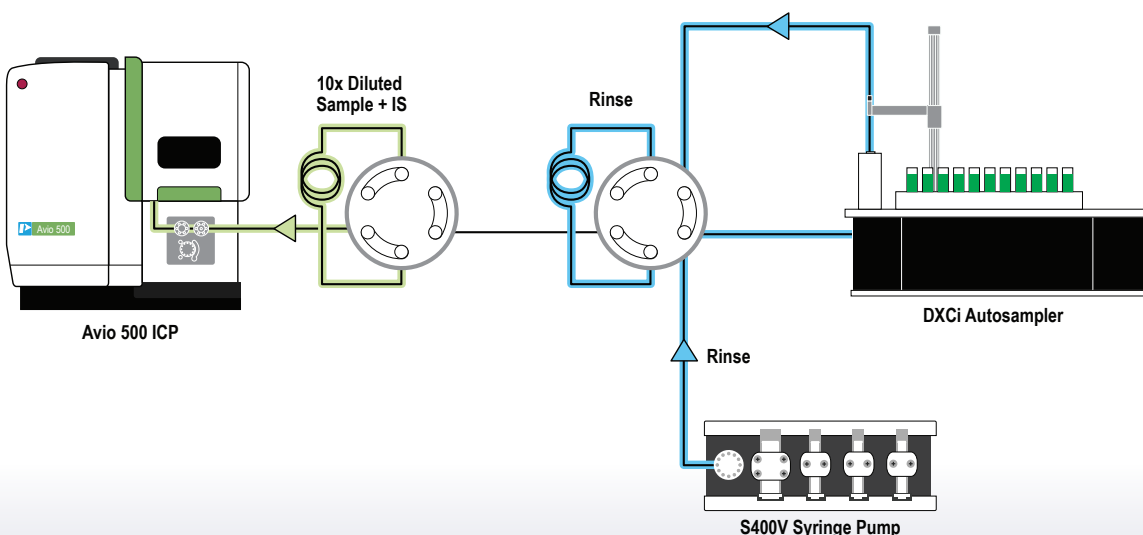 10x Diluted
Sample + IS
Rinse
Avio 500
Avio 500 ICP
DXCi Autosampler
Rinse
S400V Syringe Pump